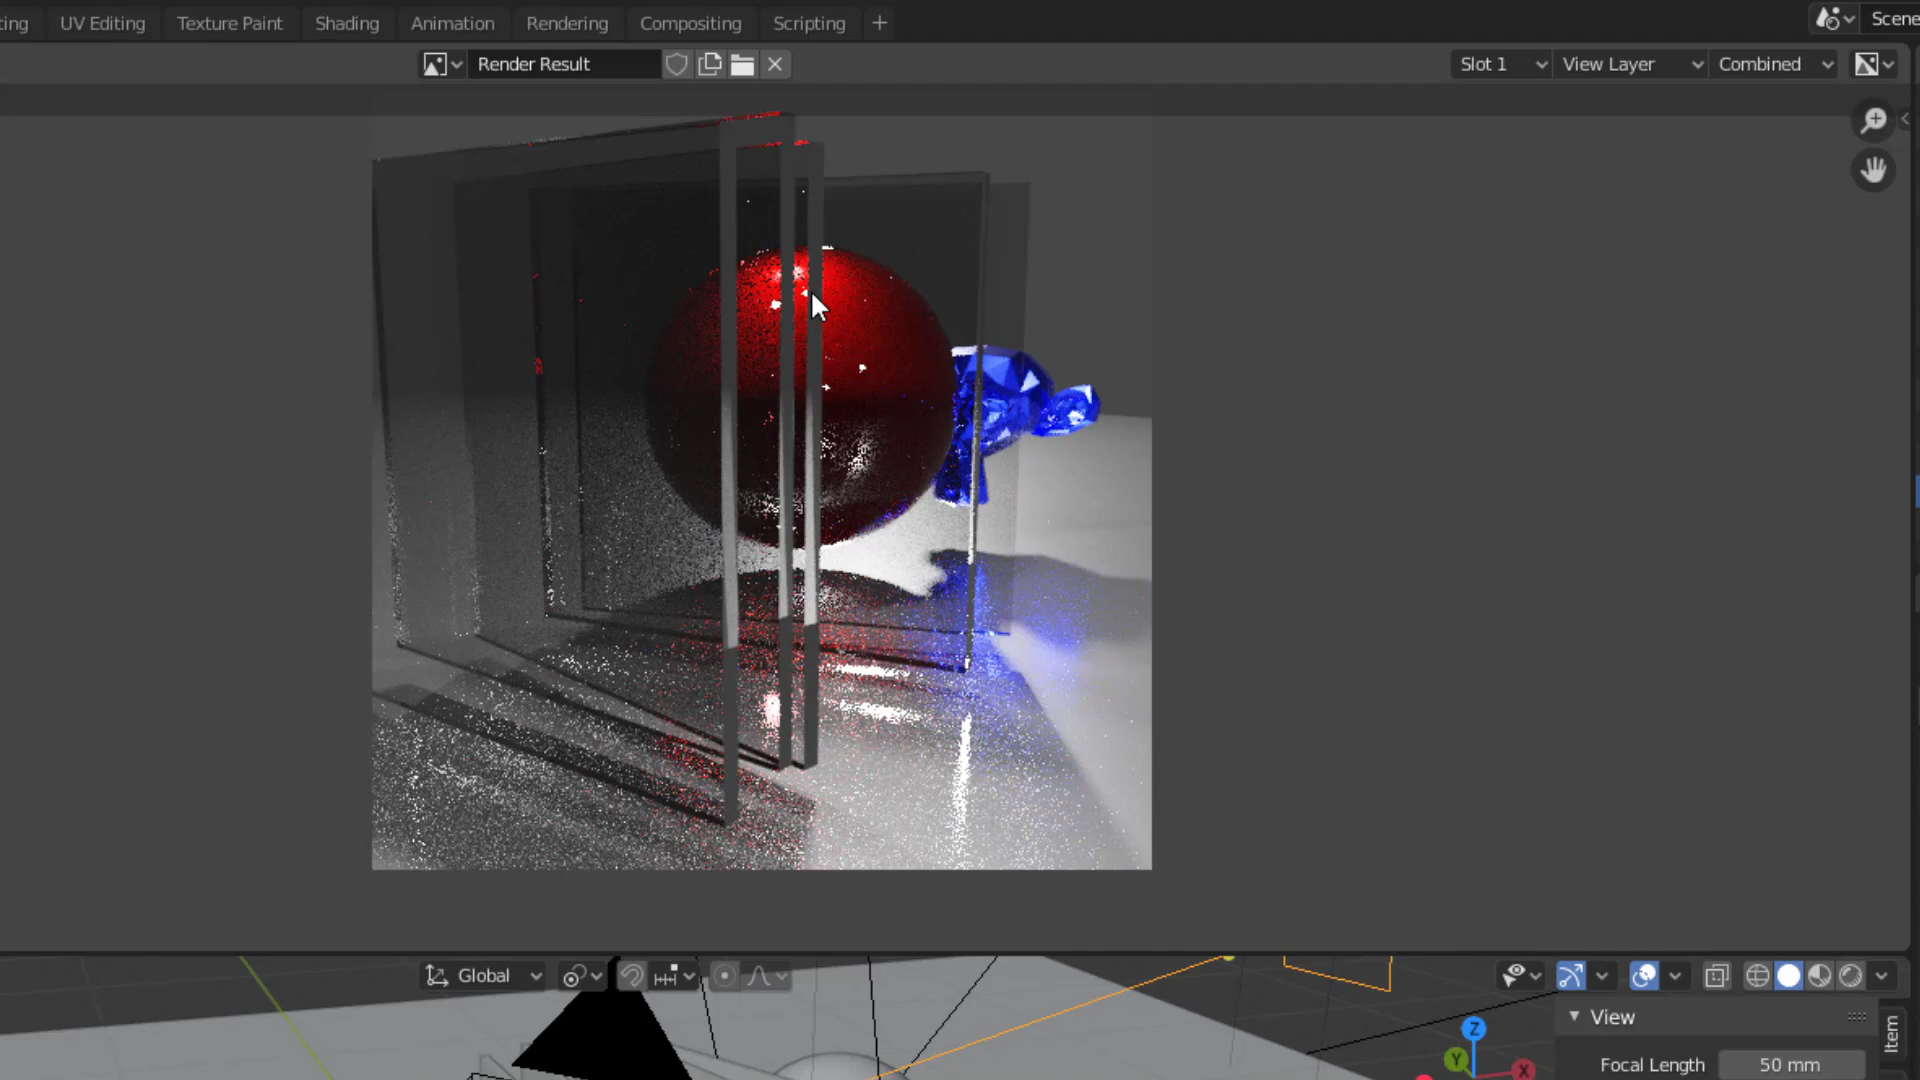 ting UV Editing Texture Paint Shading Animation Rendering Compositing Scripting + Scene
Render Result Slot 1 View Layer Combined
Global
View
Item
Focal Length 50 mm
Z
Y
X